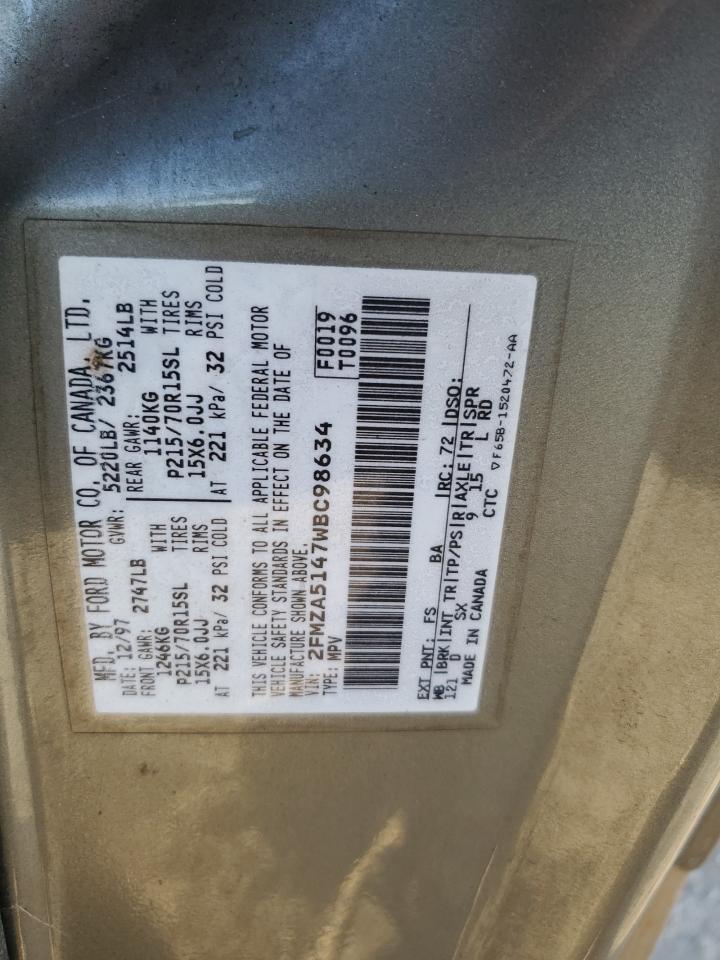 MFD. BY FORD MOTOR CO. OF CANADA, LTD.
DATE: 12/97 GVWR: 5220LB/ 2367KG
FRONT GAWR: 2747LB REAR GAWR: 2514LB
1246KG WITH 1140KG WITH
P215/70R15SL TIRES P215/70R15SL TIRES
15X6.0JJ RIMS 15X6.0JJ RIMS
AT 221 kPa/ 32 PSI COLD AT 221 kPa/ 32 PSI COLD
THIS VEHICLE CONFORMS TO ALL APPLICABLE FEDERAL MOTOR
VEHICLE SAFETY STANDARDS IN EFFECT ON THE DATE OF
MANUFACTURE SHOWN ABOVE.
VIN: 2FMZA5147WBC98634 F0019
TYPE: MPV T0096
EXT PNT: FS BA RC: 72 DSO:
WB BRK INT TR TP/PS R AXLE TR SPR
121 D SX 9 15 L RD
MADE IN CANADA CTC
▽F65B-1520472-AA